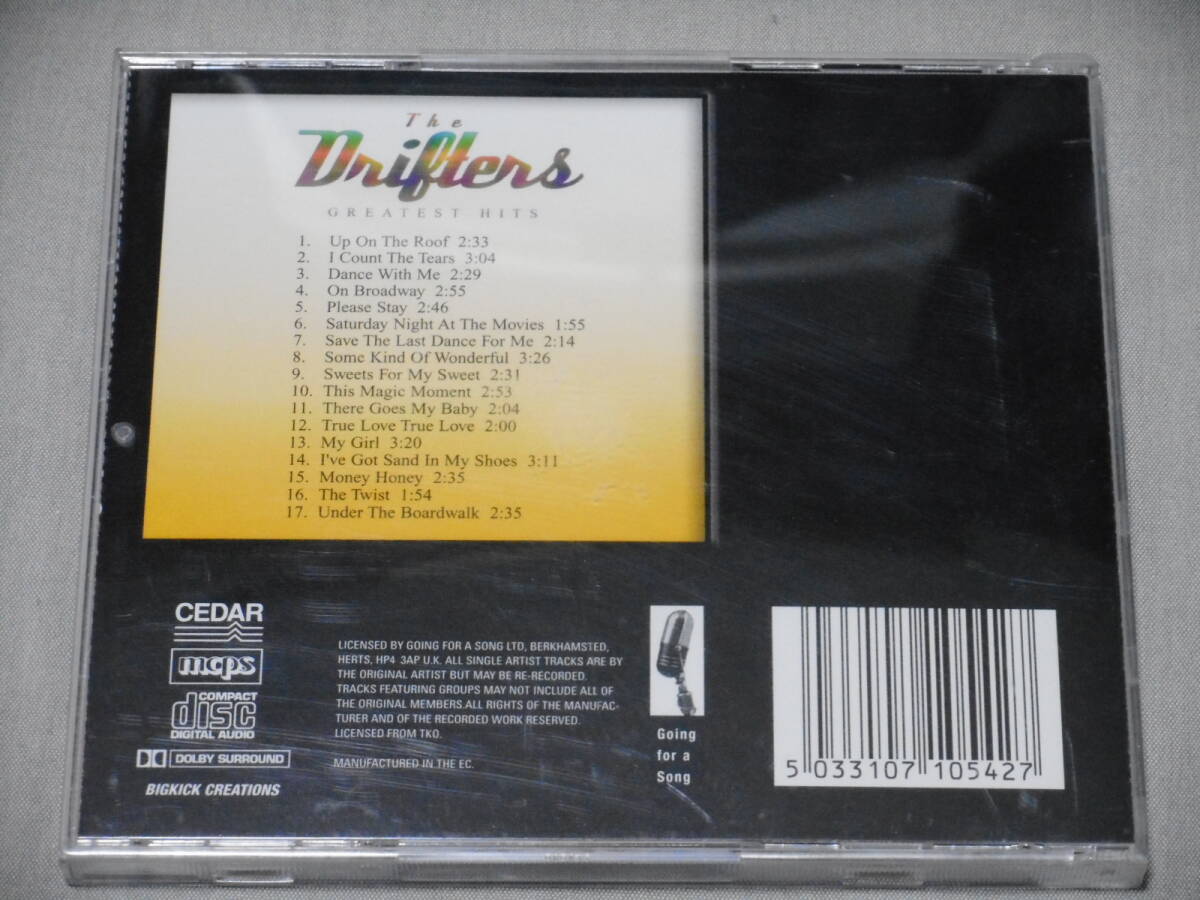 The
Drifters
GREATEST HITS
1. Up On The Roof 2:33
2. I Count The Tears 3:04
3. Dance With Me 2:29
4. On Broadway 2:55
5. Please Stay 2:46
6. Saturday Night At The Movies 1:55
7. Save The Last Dance For Me 2:14
8. Some Kind Of Wonderful 3:26
9. Sweets For My Sweet 2:31
10. This Magic Moment 2:53
11. There Goes My Baby 2:04
12. True Love True Love 2:00
13. My Girl 3:20
14. I've Got Sand In My Shoes 3:11
15. Money Honey 2:35
16. The Twist 1:54
17. Under The Boardwalk 2:35
CEDAR
mcps
COMPACT
disc
DIGITAL AUDIO
DOLBY SURROUND
BIGKICK CREATIONS
LICENSED BY GOING FOR A SONG LTD, BERKHAMSTED,
HERTS, HP4 3AP U.K. ALL SINGLE ARTIST TRACKS ARE BY
THE ORIGINAL ARTIST BUT MAY BE RE-RECORDED.
TRACKS FEATURING GROUPS MAY NOT INCLUDE ALL OF
THE ORIGINAL MEMBERS.ALL RIGHTS OF THE MANUFAC-
TURER AND OF THE RECORDED WORK RESERVED.
LICENSED FROM TKO.
MANUFACTURED IN THE EC.
Going
for a
Song
5 033107 105427